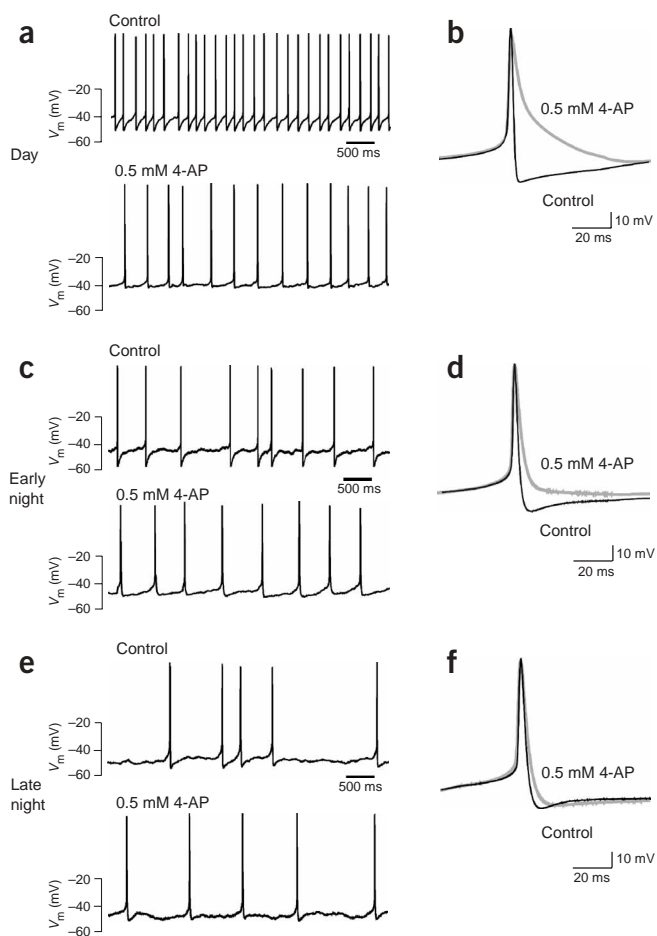 a
Control
–20
–40
–60
Vm (mV)
500 ms
Day
0.5 mM 4-AP
–20
–40
–60
Vm (mV)
b
0.5 mM 4-AP
Control
10 mV
20 ms
c
Control
–20
–40
–60
Vm (mV)
500 ms
Early
night
0.5 mM 4-AP
–20
–40
–60
Vm (mV)
d
0.5 mM 4-AP
Control
10 mV
20 ms
e
Control
–20
–40
–60
Vm (mV)
500 ms
Late
night
0.5 mM 4-AP
–20
–40
–60
Vm (mV)
f
0.5 mM 4-AP
Control
10 mV
20 ms